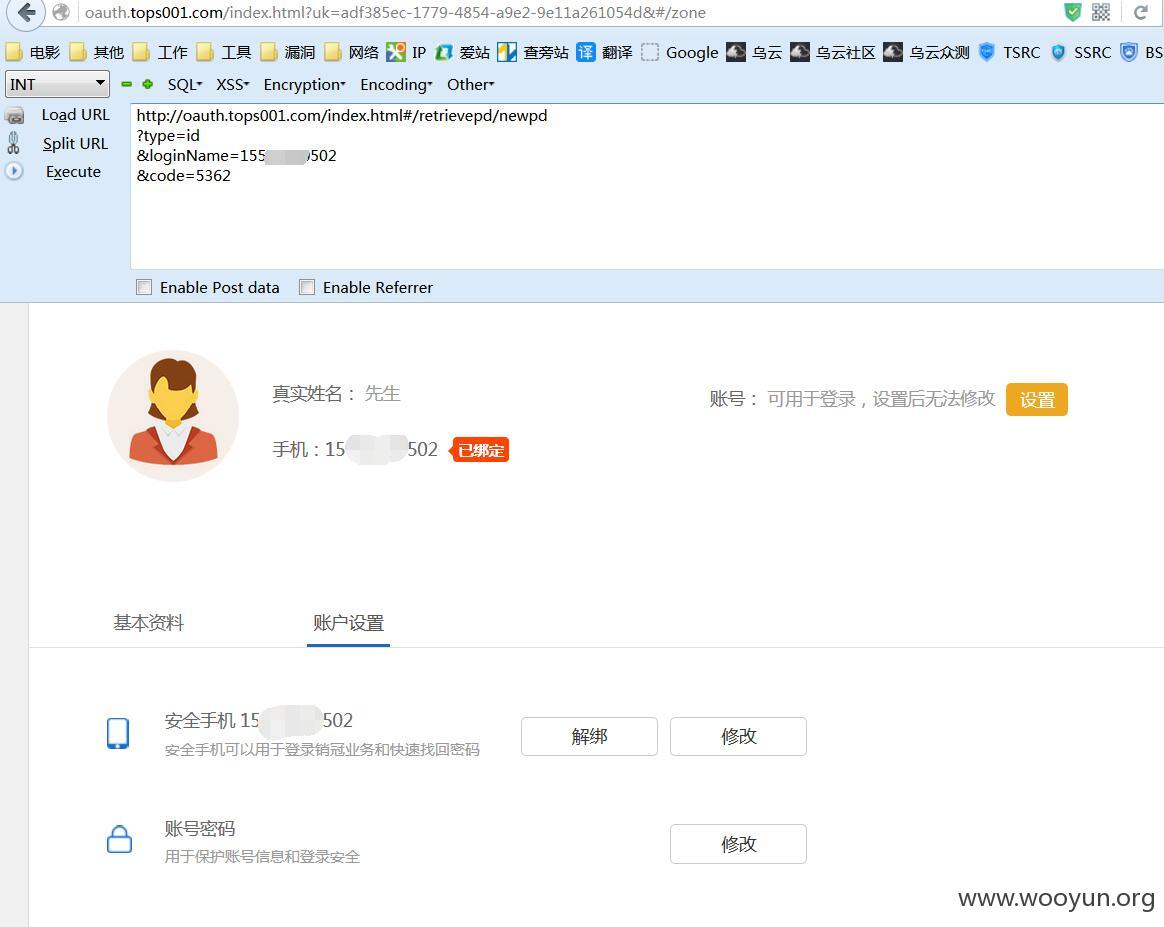 oauth.tops001.com/index.html?uk=adf385ec-1779-4854-a9e2-9e11a261054d&#/zone
电影 其他 工作 工具 漏洞 网络 IP 爱站 查旁站 译 翻译 Google 乌云 乌云社区 乌云众测 TSRC SSRC BS
INT SQL XSS Encryption Encoding Other
Load URL
Split URL
Execute
http://oauth.tops001.com/index.html#/retrievepd/newpd
?type=id
&loginName=155 502
&code=5362
Enable Post data Enable Referrer
真实姓名： 先生
账号： 可用于登录，设置后无法修改 设置
手机：15 502 已绑定
基本资料 账户设置
安全手机 15 502
安全手机可以用于登录销冠业务和快速找回密码
解绑 修改
账号密码
用于保护账号信息和登录安全
修改
www.wooyun.org